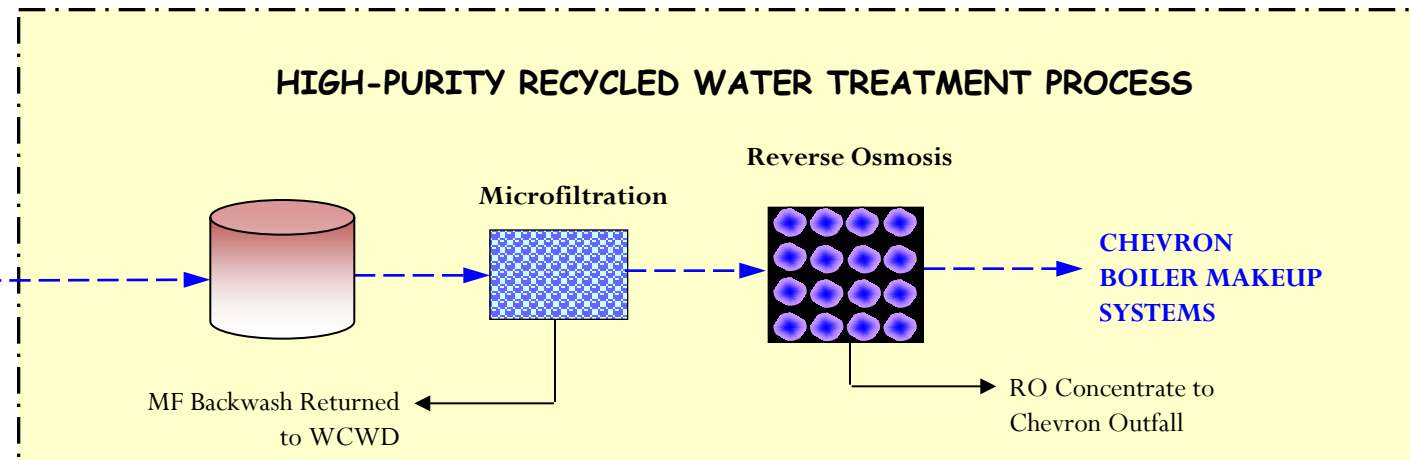 HIGH-PURITY RECYCLED WATER TREATMENT PROCESS
Reverse Osmosis
Microfiltration
CHEVRON
BOILER MAKEUP
SYSTEMS
MF Backwash Returned
to WCWD
RO Concentrate to
Chevron Outfall